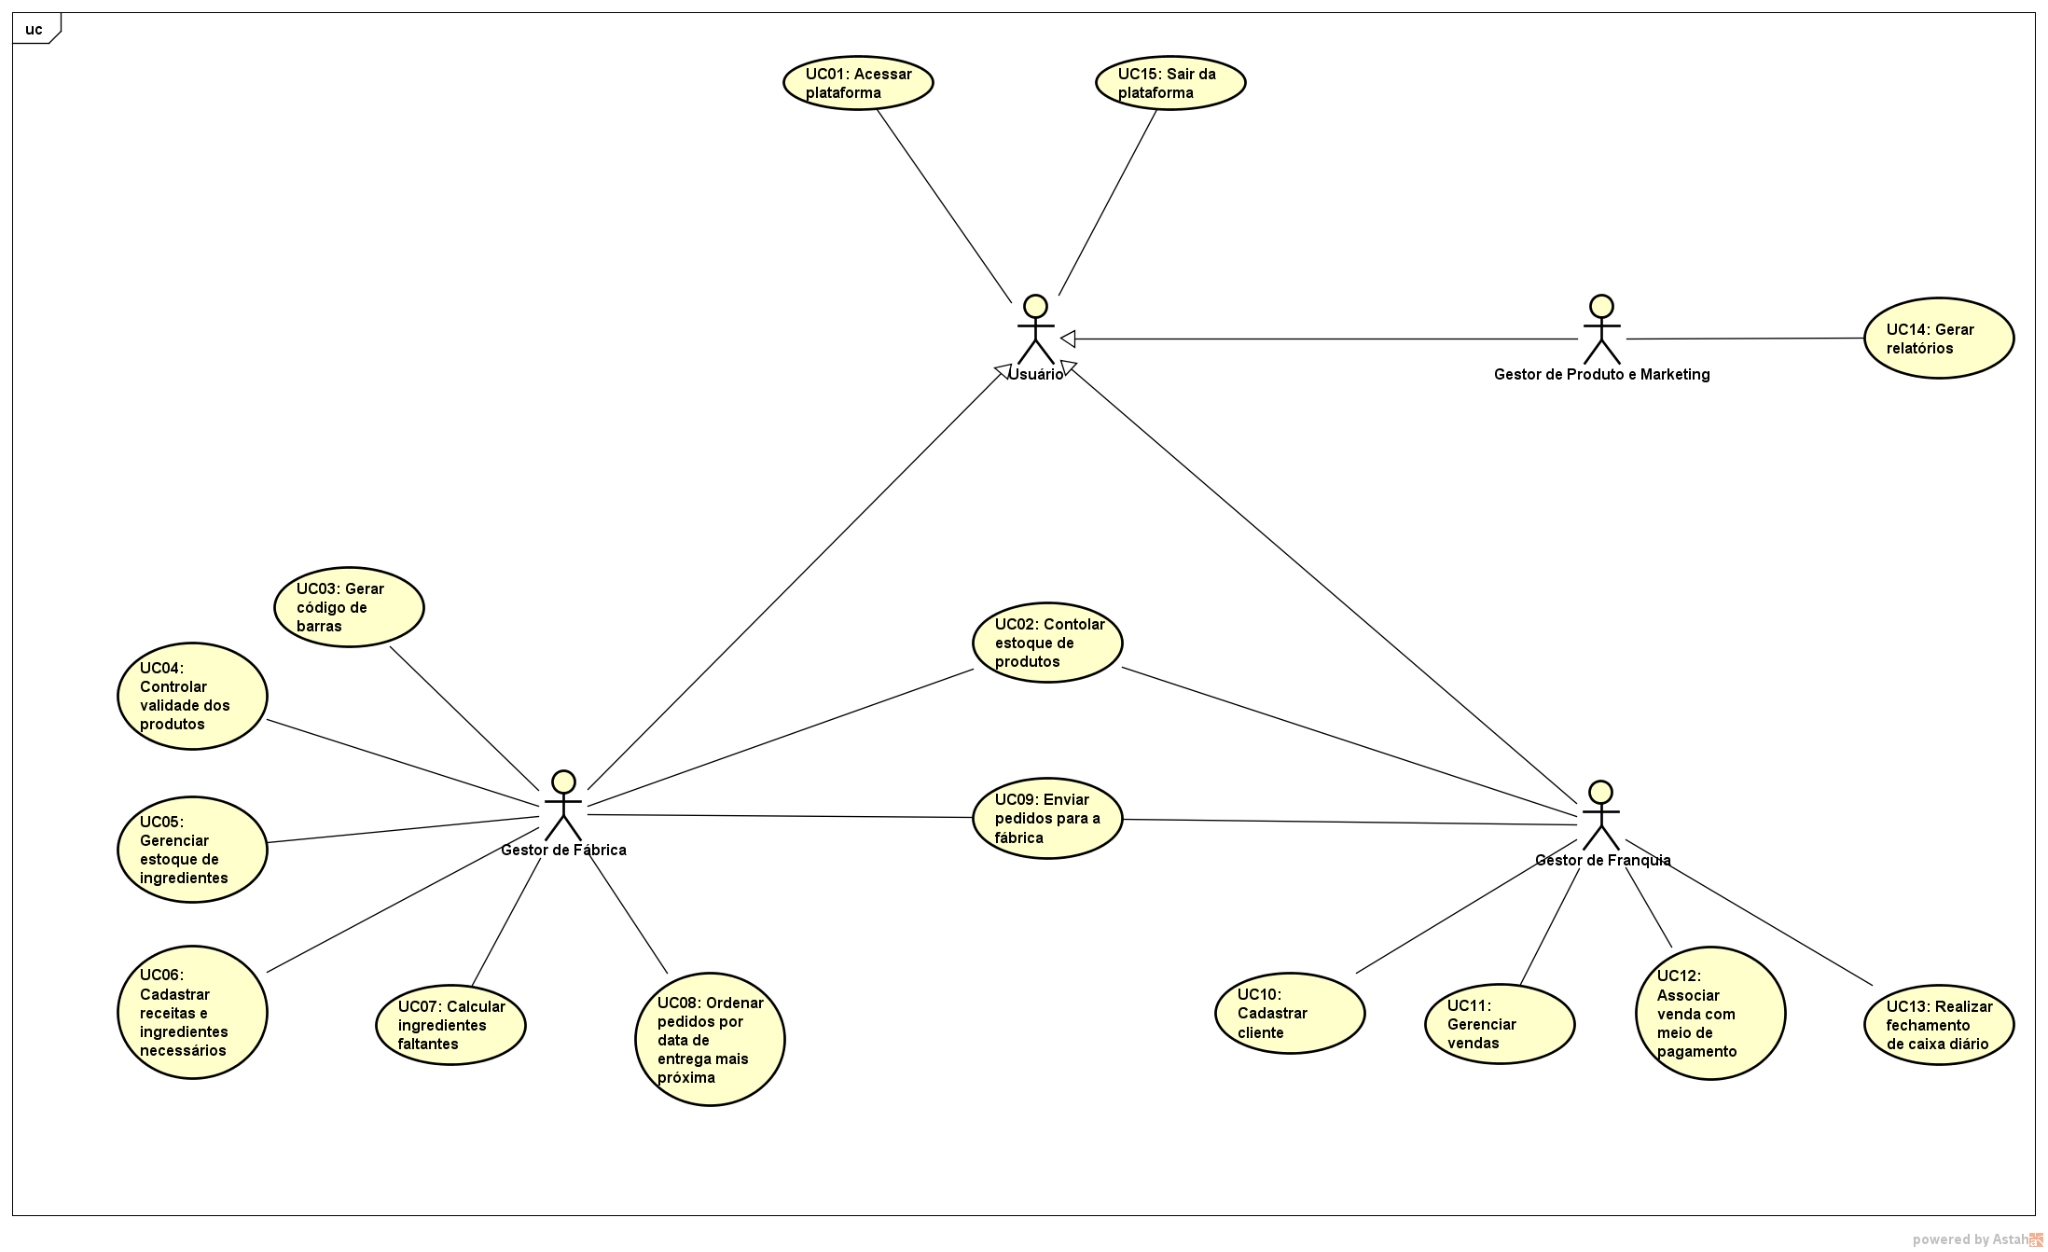 uc
UC01: Acessar
plataforma
UC15: Sair da
plataforma
Usuário
Gestor de Produto e Marketing
UC14: Gerar
relatórios
UC03: Gerar
código de
barras
UC02: Contolar
estoque de
produtos
UC04:
Controlar
validade dos
produtos
UC05:
Gerenciar
estoque de
ingredientes
Gestor de Fábrica
UC09: Enviar
pedidos para a
fábrica
Gestor de Franquia
UC06:
Cadastrar
receitas e
ingredientes
necessários
UC07: Calcular
ingredientes
faltantes
UC08: Ordenar
pedidos por
data de
entrega mais
próxima
UC10:
Cadastrar
cliente
UC11:
Gerenciar
vendas
UC12:
Associar
venda com
meio de
pagamento
UC13: Realizar
fechamento
de caixa diário
powered by Astah